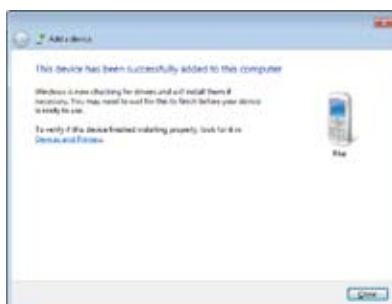 Add a device
This device has been successfully added to this computer
Windows is now checking for drivers and will install them if
necessary. You may need to wait for this to finish before your device
is ready to use.
To verify if this device finished installing properly, look for it in
Devices and Printers.
Close